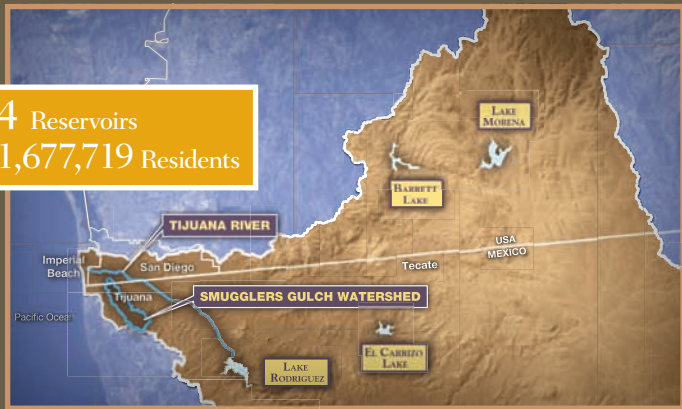 4 Reservoirs
1,677,719 Residents
LAKE
MORENA
BARRETT
LAKE
TIJUANA RIVER
USA
MEXICO
Imperial
Beach
San Diego
Tecate
Tijuana
SMUGGLERS GULCH WATERSHED
Pacific Ocean
EL CARRIZO
LAKE
LAKE
RODRIGUEZ